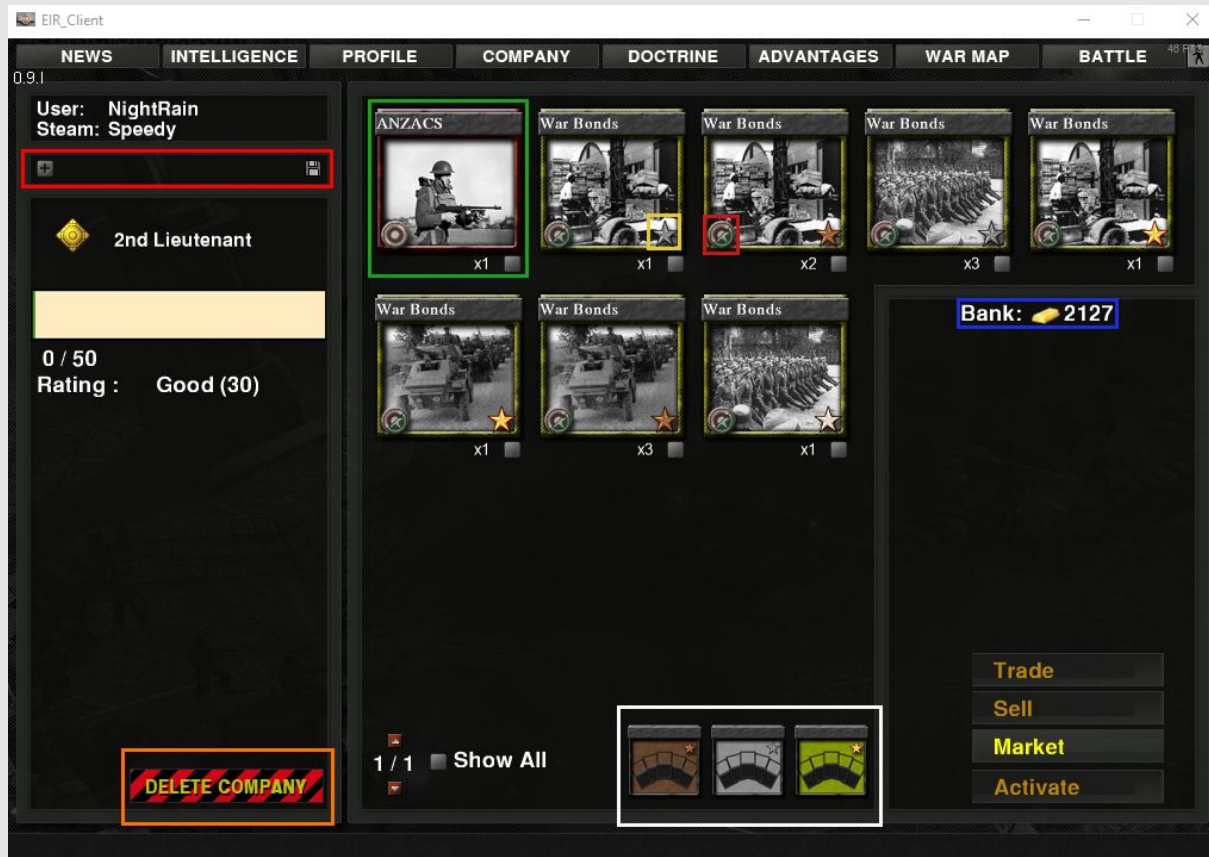 EIR_Client
NEWS INTELLIGENCE PROFILE COMPANY DOCTRINE ADVANTAGES WAR MAP BATTLE
0.9.I
User: NightRain
Steam: Speedy
2nd Lieutenant
0 / 50
Rating : Good (30)
DELETE COMPANY
ANZACS War Bonds War Bonds War Bonds War Bonds
x1 x1 x2 x3 x1
War Bonds War Bonds War Bonds
x1 x3 x1
1 / 1 Show All
Bank: 2127
Trade
Sell
Market
Activate